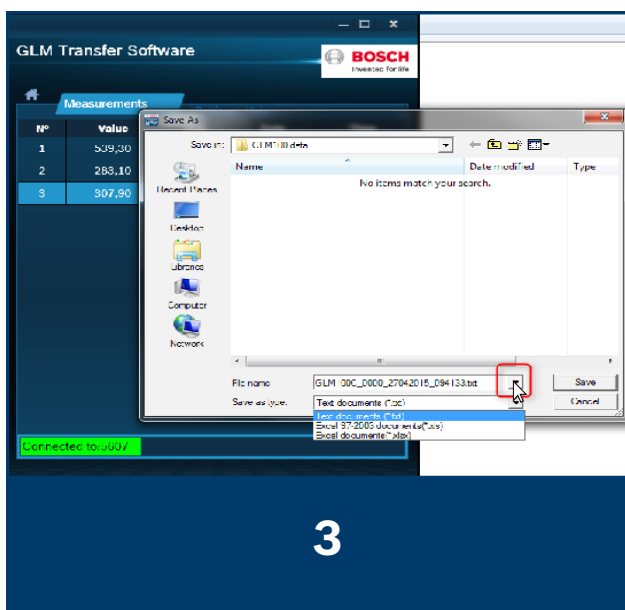 GLM Transfer Software
BOSCH
Invented for life
Measurements
Nº Value
1 539,30
2 283,10
3 307,90
Save As
Save in: GLM100 data
Name Date modified Type
No items match your search.
Recent Places
Desktop
Libraries
Computer
Network
File name: GLM 00C_0000_27042015_094133.txt Save
Save as type: Text documents (*.txt) Cancel
Text documents (*.txt)
Excel 97-2003 documents(*.xls)
Excel documents(*.xlsx)
Connected to:5607
3